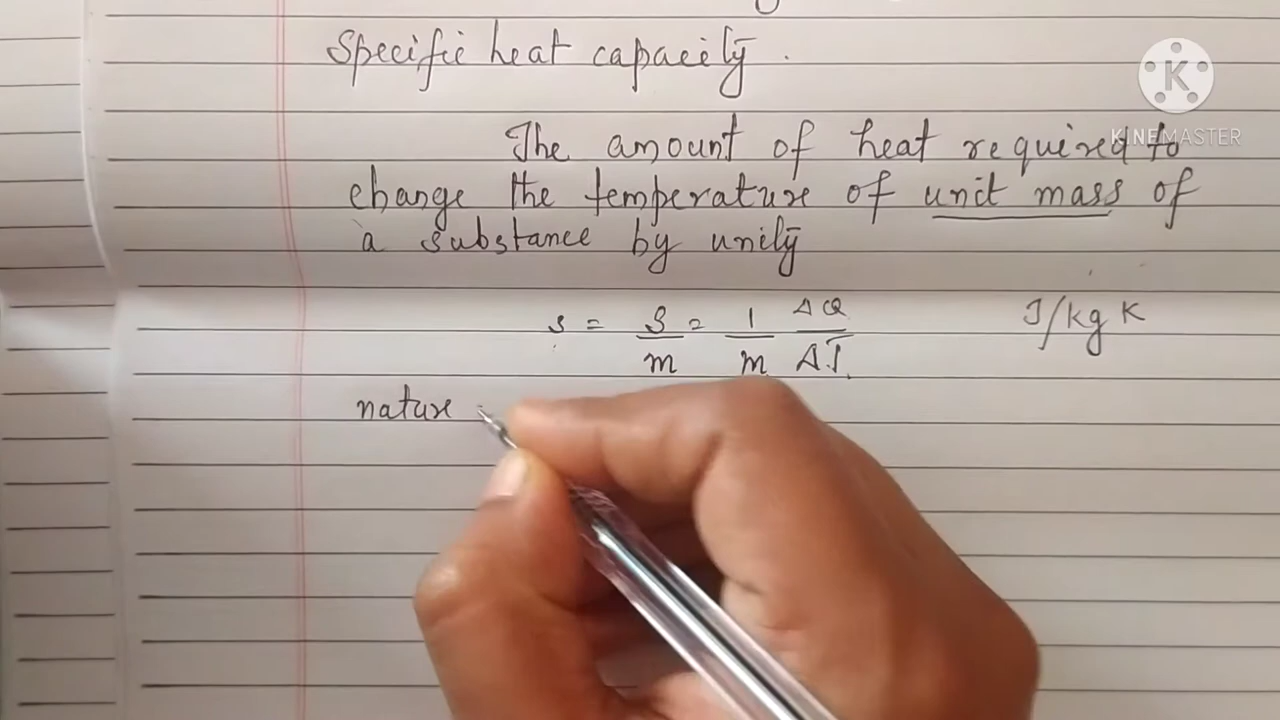 Specific heat capacity.
K
KINEMASTER
The amount of heat required to
change the temperature of unit mass of
a substance by unity
s = S/m = 1/m ΔQ/ΔT. J/kg K
nature